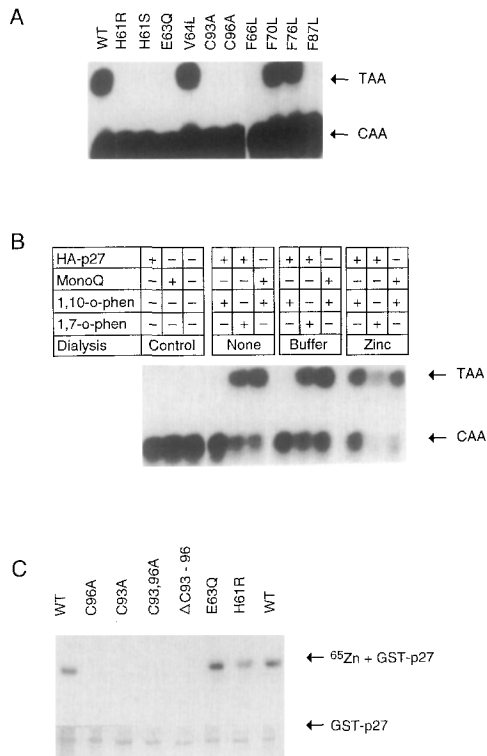 A
WT H61R H61S E63Q V64L C93A C96A F66L F70L F76L F87L
← TAA
← CAA
B
HA-p27 + – – + + – + + – + + –
MonoQ – + – – – + – – + – – +
1,10-o-phen – – – + – + + – + + – +
1,7-o-phen – – – – + – – + – – + –
Dialysis Control None Buffer Zinc
← TAA
← CAA
C
WT C96A C93A C93,96A ΔC93 - 96 E63Q H61R WT
← ⁶⁵Zn + GST-p27
← GST-p27